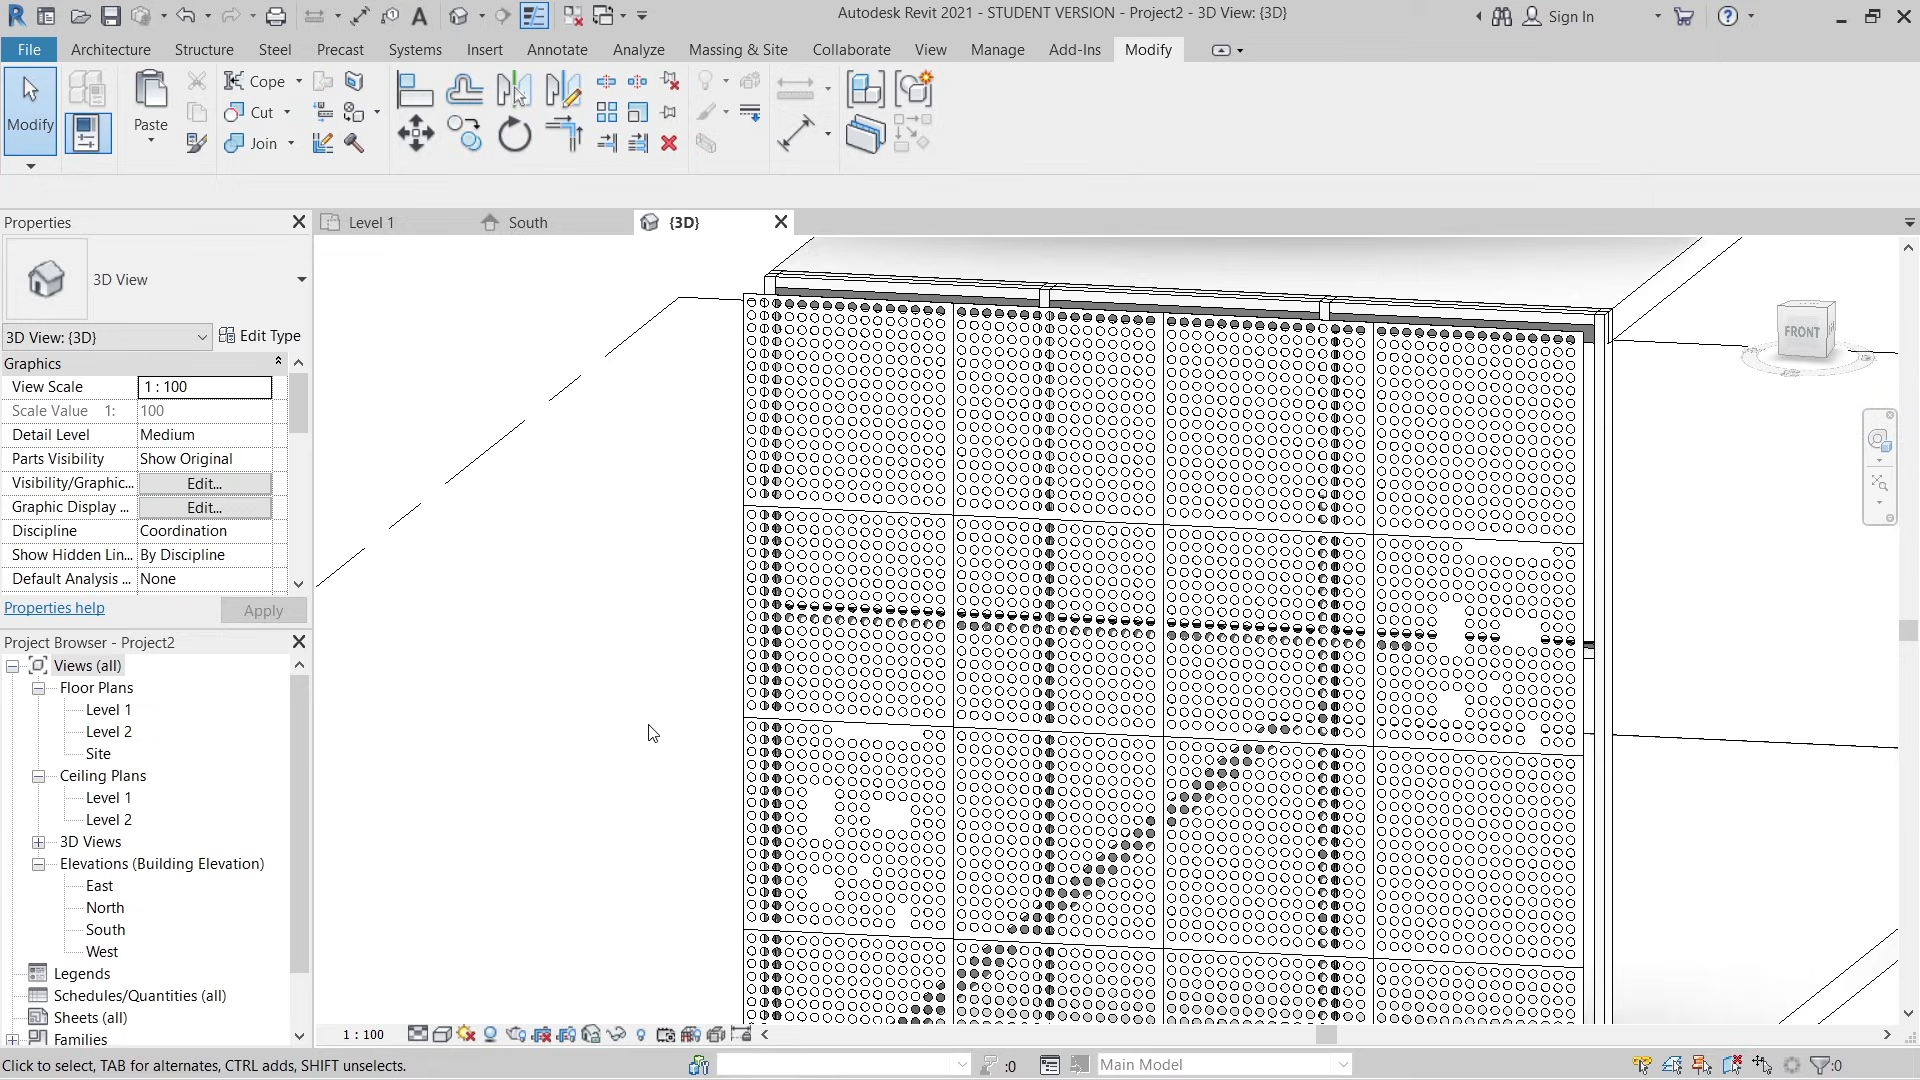 Autodesk Revit 2021 - STUDENT VERSION - Project2 - 3D View: {3D}
Sign In
File Architecture Structure Steel Precast Systems Insert Annotate Analyze Massing & Site Collaborate View Manage Add-Ins Modify
Modify
Paste
Cope
Cut
Join
Properties
Level 1
South
{3D}
3D View
3D View: {3D}
Edit Type
Graphics
View Scale 1 : 100
Scale Value 1: 100
Detail Level Medium
Parts Visibility Show Original
Visibility/Graphic... Edit...
Graphic Display ... Edit...
Discipline Coordination
Show Hidden Lin... By Discipline
Default Analysis ... None
Properties help
Apply
FRONT
Project Browser - Project2
Views (all)
Floor Plans
Level 1
Level 2
Site
Ceiling Plans
Level 1
Level 2
3D Views
Elevations (Building Elevation)
East
North
South
West
Legends
Schedules/Quantities (all)
Sheets (all)
Families
1 : 100
Click to select, TAB for alternates, CTRL adds, SHIFT unselects.
:0
Main Model
:0